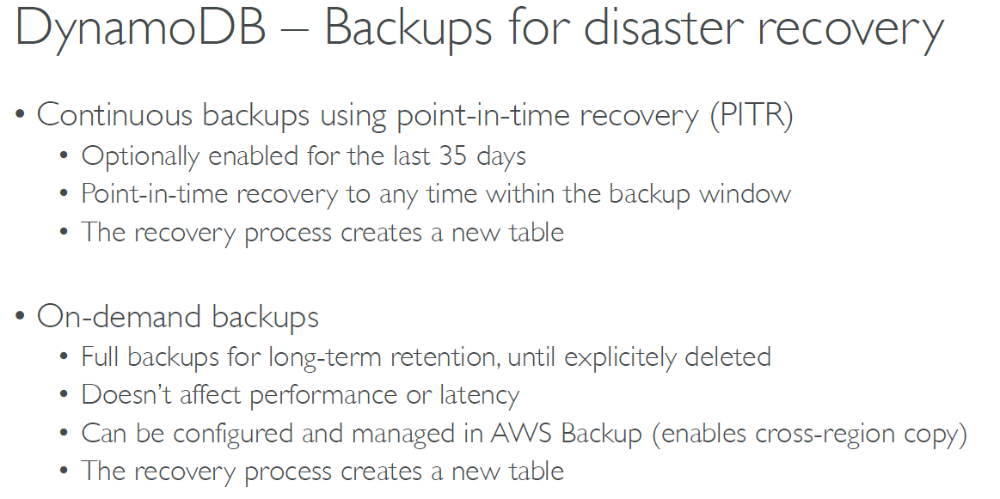 DynamoDB – Backups for disaster recovery
• Continuous backups using point-in-time recovery (PITR)
• Optionally enabled for the last 35 days
• Point-in-time recovery to any time within the backup window
• The recovery process creates a new table
• On-demand backups
• Full backups for long-term retention, until explicitely deleted
• Doesn’t affect performance or latency
• Can be configured and managed in AWS Backup (enables cross-region copy)
• The recovery process creates a new table